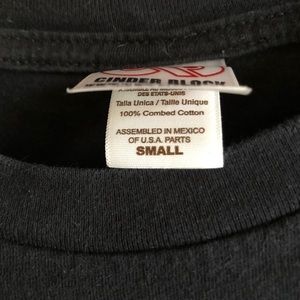 CINDER BLOCK
DES ETATS-UNIS
Talla Unica / Taille Unique
100% Combed Cotton
ASSEMBLED IN MEXICO
OF U.S.A. PARTS
SMALL